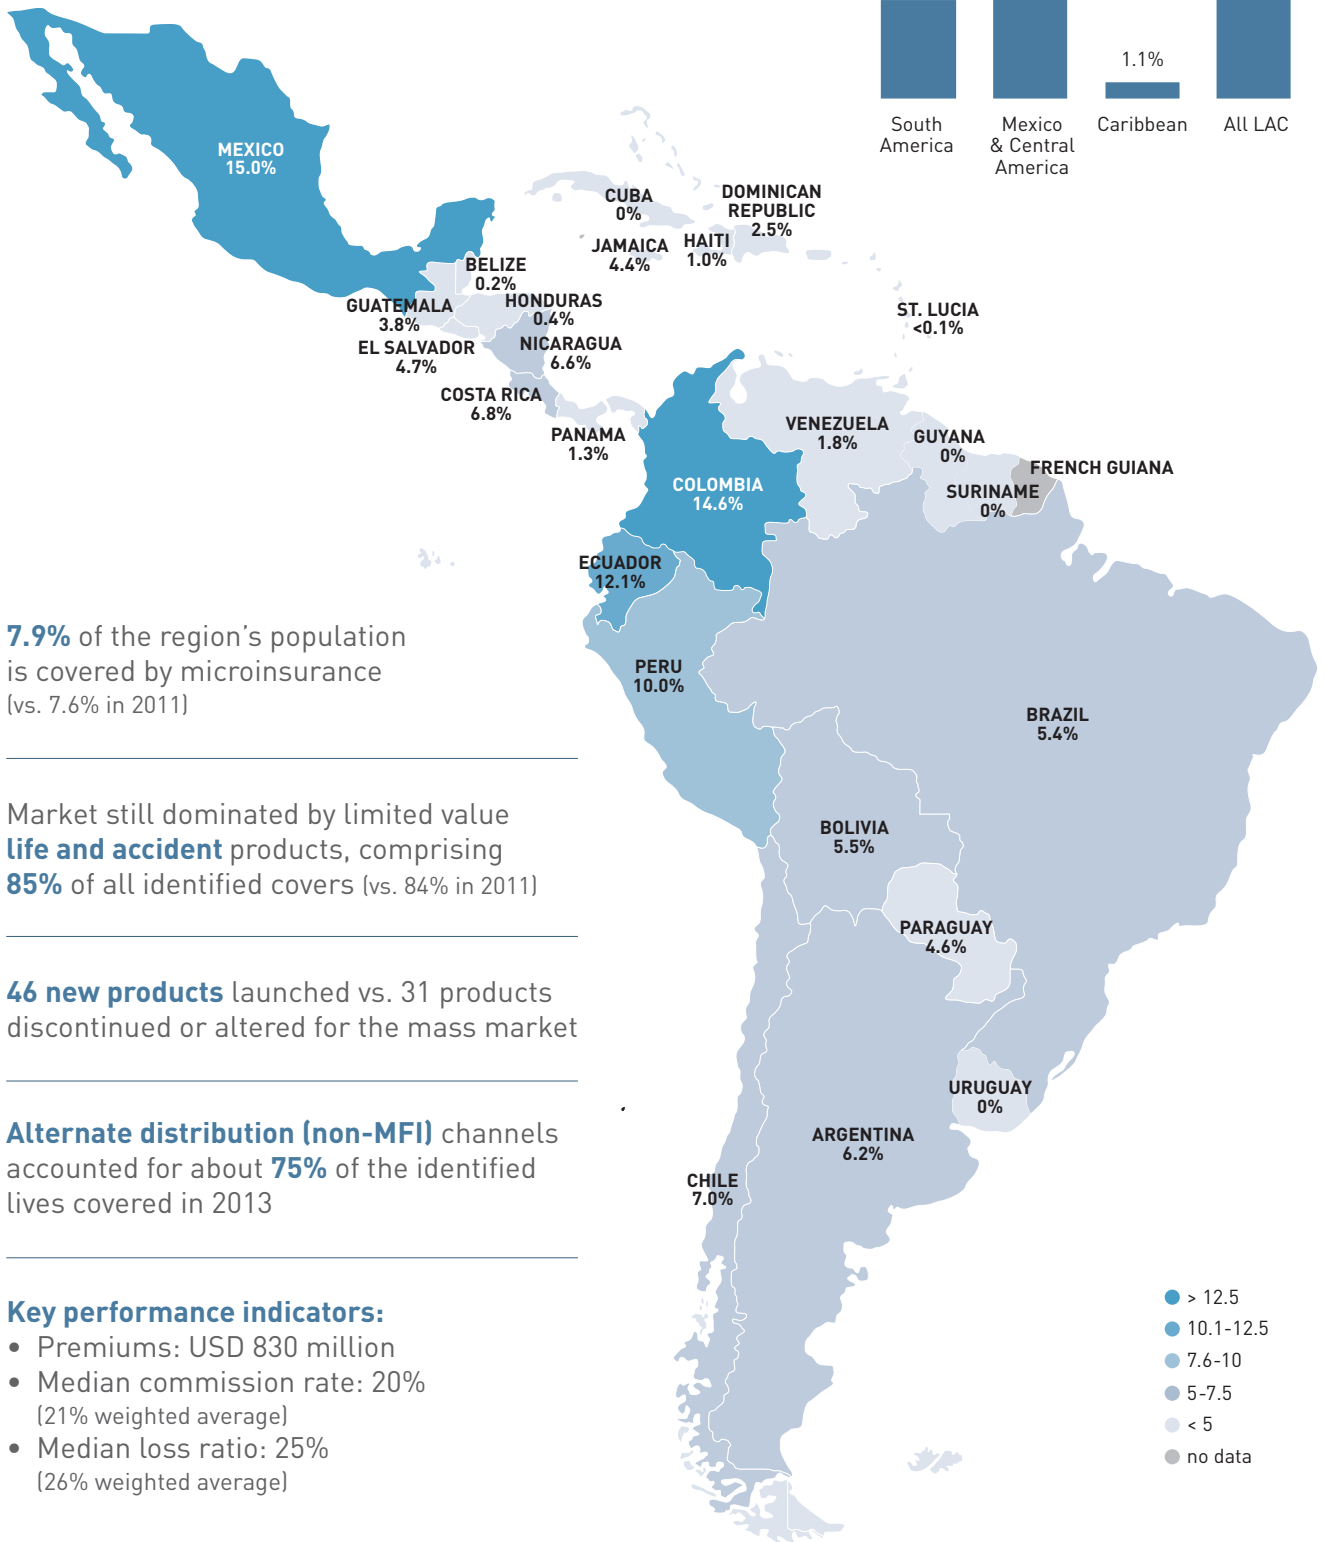 1.1%
South
America
Mexico
& Central
America
Caribbean
All LAC
MEXICO
15.0%
CUBA
0%
DOMINICAN
REPUBLIC
2.5%
JAMAICA
4.4%
HAITI
1.0%
BELIZE
0.2%
GUATEMALA
3.8%
HONDURAS
0.4%
ST. LUCIA
<0.1%
EL SALVADOR
4.7%
NICARAGUA
6.6%
COSTA RICA
6.8%
PANAMA
1.3%
VENEZUELA
1.8%
GUYANA
0%
FRENCH GUIANA
SURINAME
0%
COLOMBIA
14.6%
ECUADOR
12.1%
PERU
10.0%
BRAZIL
5.4%
BOLIVIA
5.5%
PARAGUAY
4.6%
URUGUAY
0%
ARGENTINA
6.2%
CHILE
7.0%
7.9% of the region’s population
is covered by microinsurance
(vs. 7.6% in 2011)
Market still dominated by limited value
life and accident products, comprising
85% of all identified covers (vs. 84% in 2011)
46 new products launched vs. 31 products
discontinued or altered for the mass market
Alternate distribution (non-MFI) channels
accounted for about 75% of the identified
lives covered in 2013
Key performance indicators:
• Premiums: USD 830 million
• Median commission rate: 20%
(21% weighted average)
• Median loss ratio: 25%
(26% weighted average)
> 12.5
10.1-12.5
7.6-10
5-7.5
< 5
no data